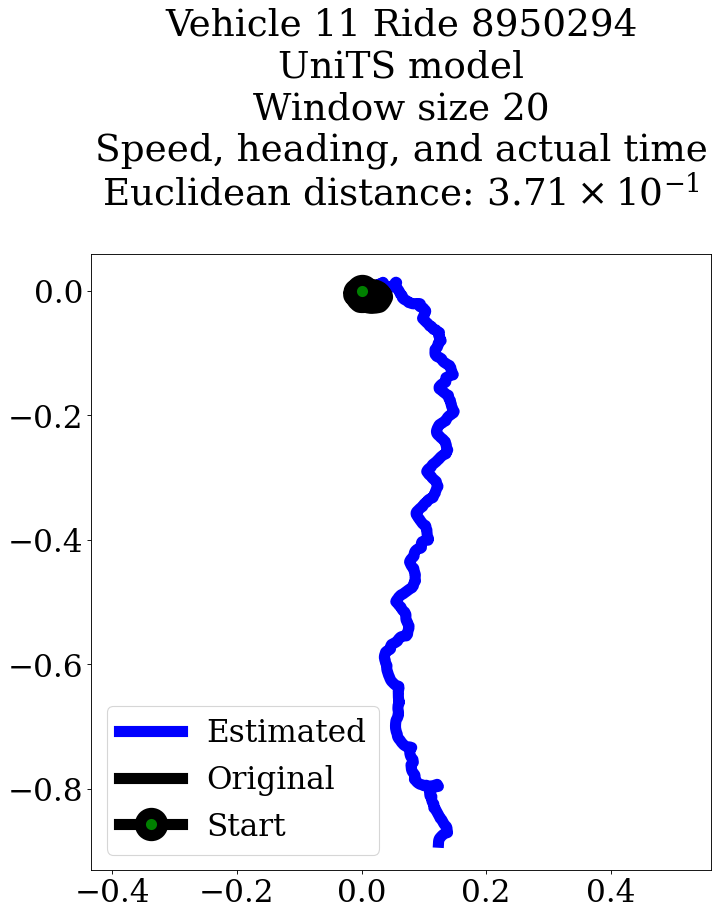 Vehicle 11 Ride 8950294
UniTS model
Window size 20
Speed, heading, and actual time
Euclidean distance: 3.71 × 10⁻¹
0.0
−0.2
−0.4
−0.6
−0.8
Estimated
Original
Start
−0.4 −0.2 0.0 0.2 0.4